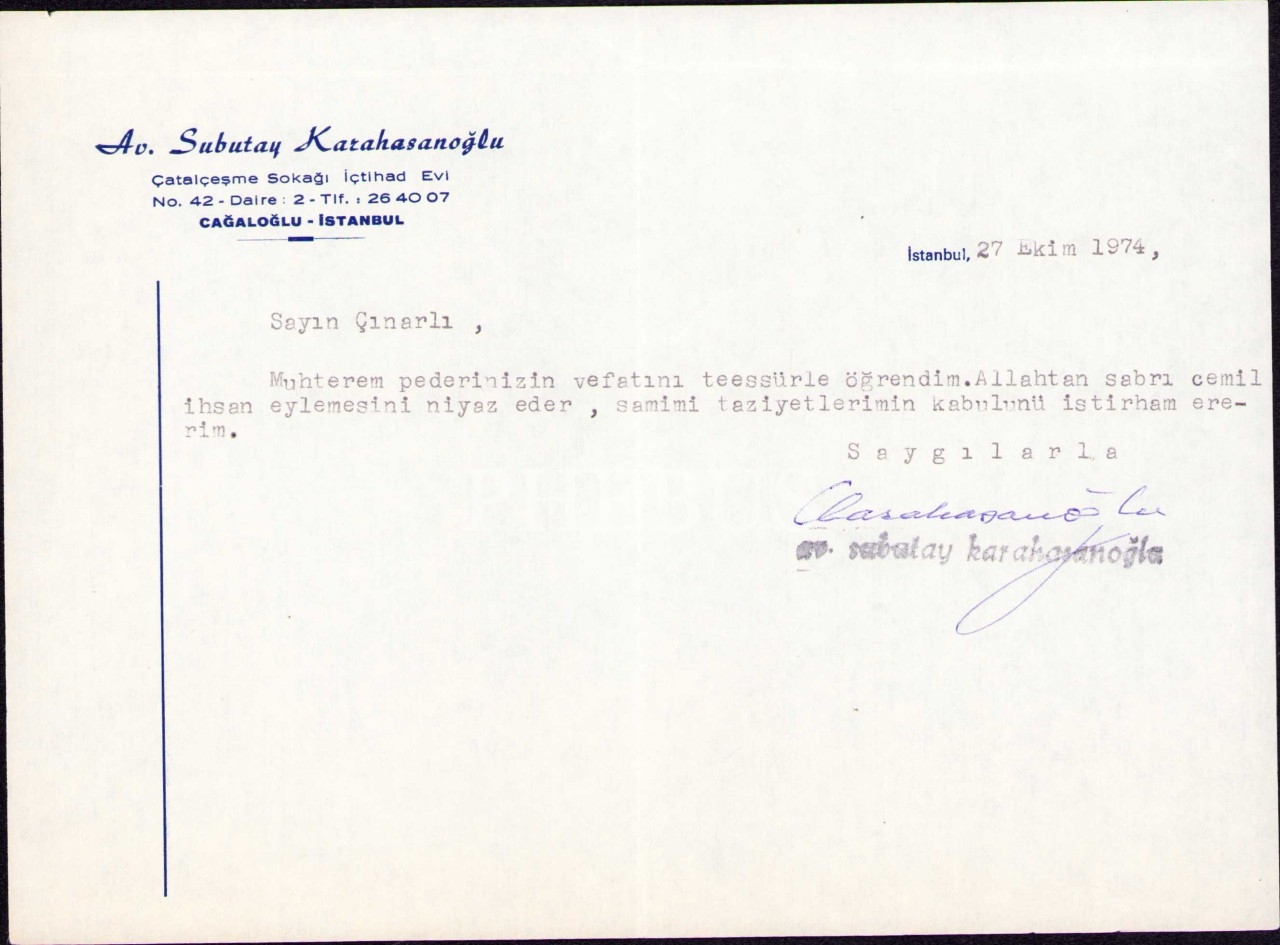 Av. Subutay Karahasanoğlu
Çatalçeşme Sokağı İçtihad Evi
No. 42 - Daire : 2 - Tlf. : 26 40 07
CAĞALOĞLU - İSTANBUL
İstanbul, 27 Ekim 1974,
Sayın Çınarlı ,
Muhterem pederinizin vefatını teessürle öğrendim.Allahtan sabrı cemil
ihsan eylemesini niyaz eder , samimi taziyetlerimin kabulunü istirham ere-
rim.
Saygılarla
Karahasanoğlu
av. subutay karahasanoğlu